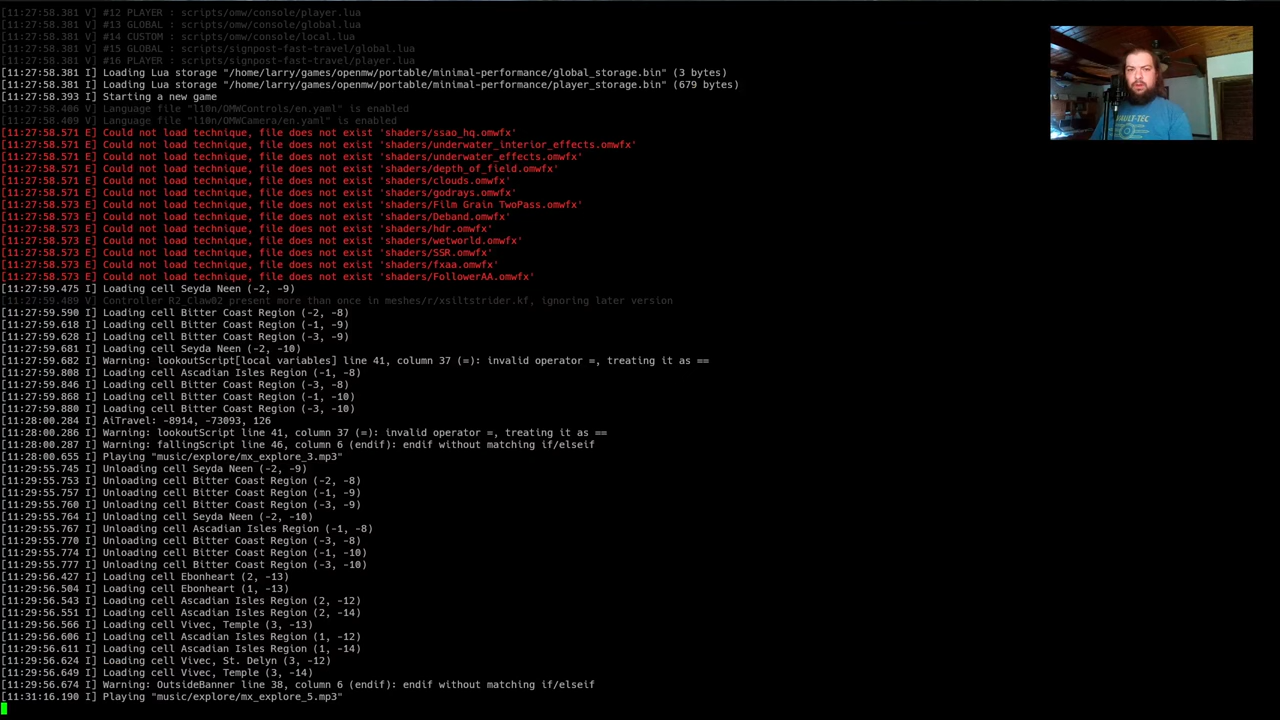 [11:27:58.381 V] #12 PLAYER : scripts/omw/console/player.lua
[11:27:58.381 V] #13 GLOBAL : scripts/omw/console/global.lua
[11:27:58.381 V] #14 CUSTOM : scripts/omw/console/local.lua
[11:27:58.381 V] #15 GLOBAL : scripts/signpost-fast-travel/global.lua
[11:27:58.381 V] #16 PLAYER : scripts/signpost-fast-travel/player.lua
[11:27:58.381 I] Loading Lua storage "/home/larry/games/openmw/portable/minimal-performance/global_storage.bin" (3 bytes)
[11:27:58.381 I] Loading Lua storage "/home/larry/games/openmw/portable/minimal-performance/player_storage.bin" (679 bytes)
[11:27:58.393 I] Starting a new game
[11:27:58.406 V] Language file "l10n/OMWControls/en.yaml" is enabled
[11:27:58.409 V] Language file "l10n/OMWCamera/en.yaml" is enabled
[11:27:58.571 E] Could not load technique, file does not exist 'shaders/ssao_hq.omwfx'
[11:27:58.571 E] Could not load technique, file does not exist 'shaders/underwater_interior_effects.omwfx'
[11:27:58.571 E] Could not load technique, file does not exist 'shaders/underwater_effects.omwfx'
[11:27:58.571 E] Could not load technique, file does not exist 'shaders/depth_of_field.omwfx'
[11:27:58.571 E] Could not load technique, file does not exist 'shaders/clouds.omwfx'
[11:27:58.571 E] Could not load technique, file does not exist 'shaders/godrays.omwfx'
[11:27:58.573 E] Could not load technique, file does not exist 'shaders/Film Grain TwoPass.omwfx'
[11:27:58.573 E] Could not load technique, file does not exist 'shaders/Deband.omwfx'
[11:27:58.573 E] Could not load technique, file does not exist 'shaders/hdr.omwfx'
[11:27:58.573 E] Could not load technique, file does not exist 'shaders/wetworld.omwfx'
[11:27:58.573 E] Could not load technique, file does not exist 'shaders/SSR.omwfx'
[11:27:58.573 E] Could not load technique, file does not exist 'shaders/fxaa.omwfx'
[11:27:58.573 E] Could not load technique, file does not exist 'shaders/FollowerAA.omwfx'
[11:27:59.475 I] Loading cell Seyda Neen (-2, -9)
[11:27:59.489 V] Controller R2_Claw02 present more than once in meshes/r/xsiltstrider.kf, ignoring later version
[11:27:59.590 I] Loading cell Bitter Coast Region (-2, -8)
[11:27:59.618 I] Loading cell Bitter Coast Region (-1, -9)
[11:27:59.628 I] Loading cell Bitter Coast Region (-3, -9)
[11:27:59.681 I] Loading cell Seyda Neen (-2, -10)
[11:27:59.682 I] Warning: lookoutScript[local variables] line 41, column 37 (=): invalid operator =, treating it as ==
[11:27:59.808 I] Loading cell Ascadian Isles Region (-1, -8)
[11:27:59.846 I] Loading cell Bitter Coast Region (-3, -8)
[11:27:59.868 I] Loading cell Bitter Coast Region (-1, -10)
[11:27:59.880 I] Loading cell Bitter Coast Region (-3, -10)
[11:28:00.284 I] AiTravel: -8914, -73093, 126
[11:28:00.286 I] Warning: lookoutScript line 41, column 37 (=): invalid operator =, treating it as ==
[11:28:00.287 I] Warning: fallingScript line 46, column 6 (endif): endif without matching if/elseif
[11:28:00.655 I] Playing "music/explore/mx_explore_3.mp3"
[11:29:55.745 I] Unloading cell Seyda Neen (-2, -9)
[11:29:55.753 I] Unloading cell Bitter Coast Region (-2, -8)
[11:29:55.757 I] Unloading cell Bitter Coast Region (-1, -9)
[11:29:55.760 I] Unloading cell Bitter Coast Region (-3, -9)
[11:29:55.764 I] Unloading cell Seyda Neen (-2, -10)
[11:29:55.767 I] Unloading cell Ascadian Isles Region (-1, -8)
[11:29:55.770 I] Unloading cell Bitter Coast Region (-3, -8)
[11:29:55.774 I] Unloading cell Bitter Coast Region (-1, -10)
[11:29:55.777 I] Unloading cell Bitter Coast Region (-3, -10)
[11:29:56.427 I] Loading cell Ebonheart (2, -13)
[11:29:56.504 I] Loading cell Ebonheart (1, -13)
[11:29:56.543 I] Loading cell Ascadian Isles Region (2, -12)
[11:29:56.551 I] Loading cell Ascadian Isles Region (2, -14)
[11:29:56.566 I] Loading cell Vivec, Temple (3, -13)
[11:29:56.606 I] Loading cell Ascadian Isles Region (1, -12)
[11:29:56.611 I] Loading cell Ascadian Isles Region (1, -14)
[11:29:56.624 I] Loading cell Vivec, St. Delyn (3, -12)
[11:29:56.649 I] Loading cell Vivec, Temple (3, -14)
[11:29:56.674 I] Warning: OutsideBanner line 38, column 6 (endif): endif without matching if/elseif
[11:31:16.190 I] Playing "music/explore/mx_explore_5.mp3"
VAULT-TEC